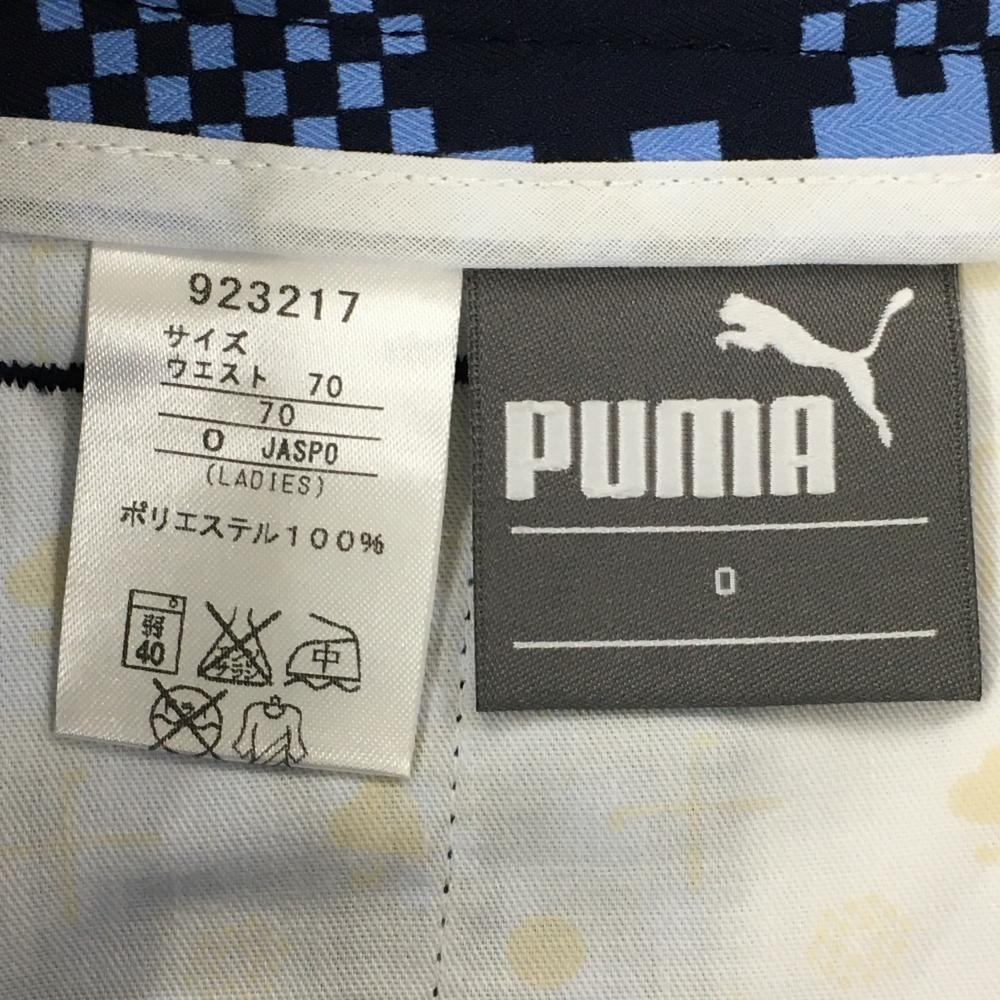 923217
サイズ
ウエスト 70
70
O JASPO
(LADIES)
ポリエステル100%
弱
40
中
PUMA
0